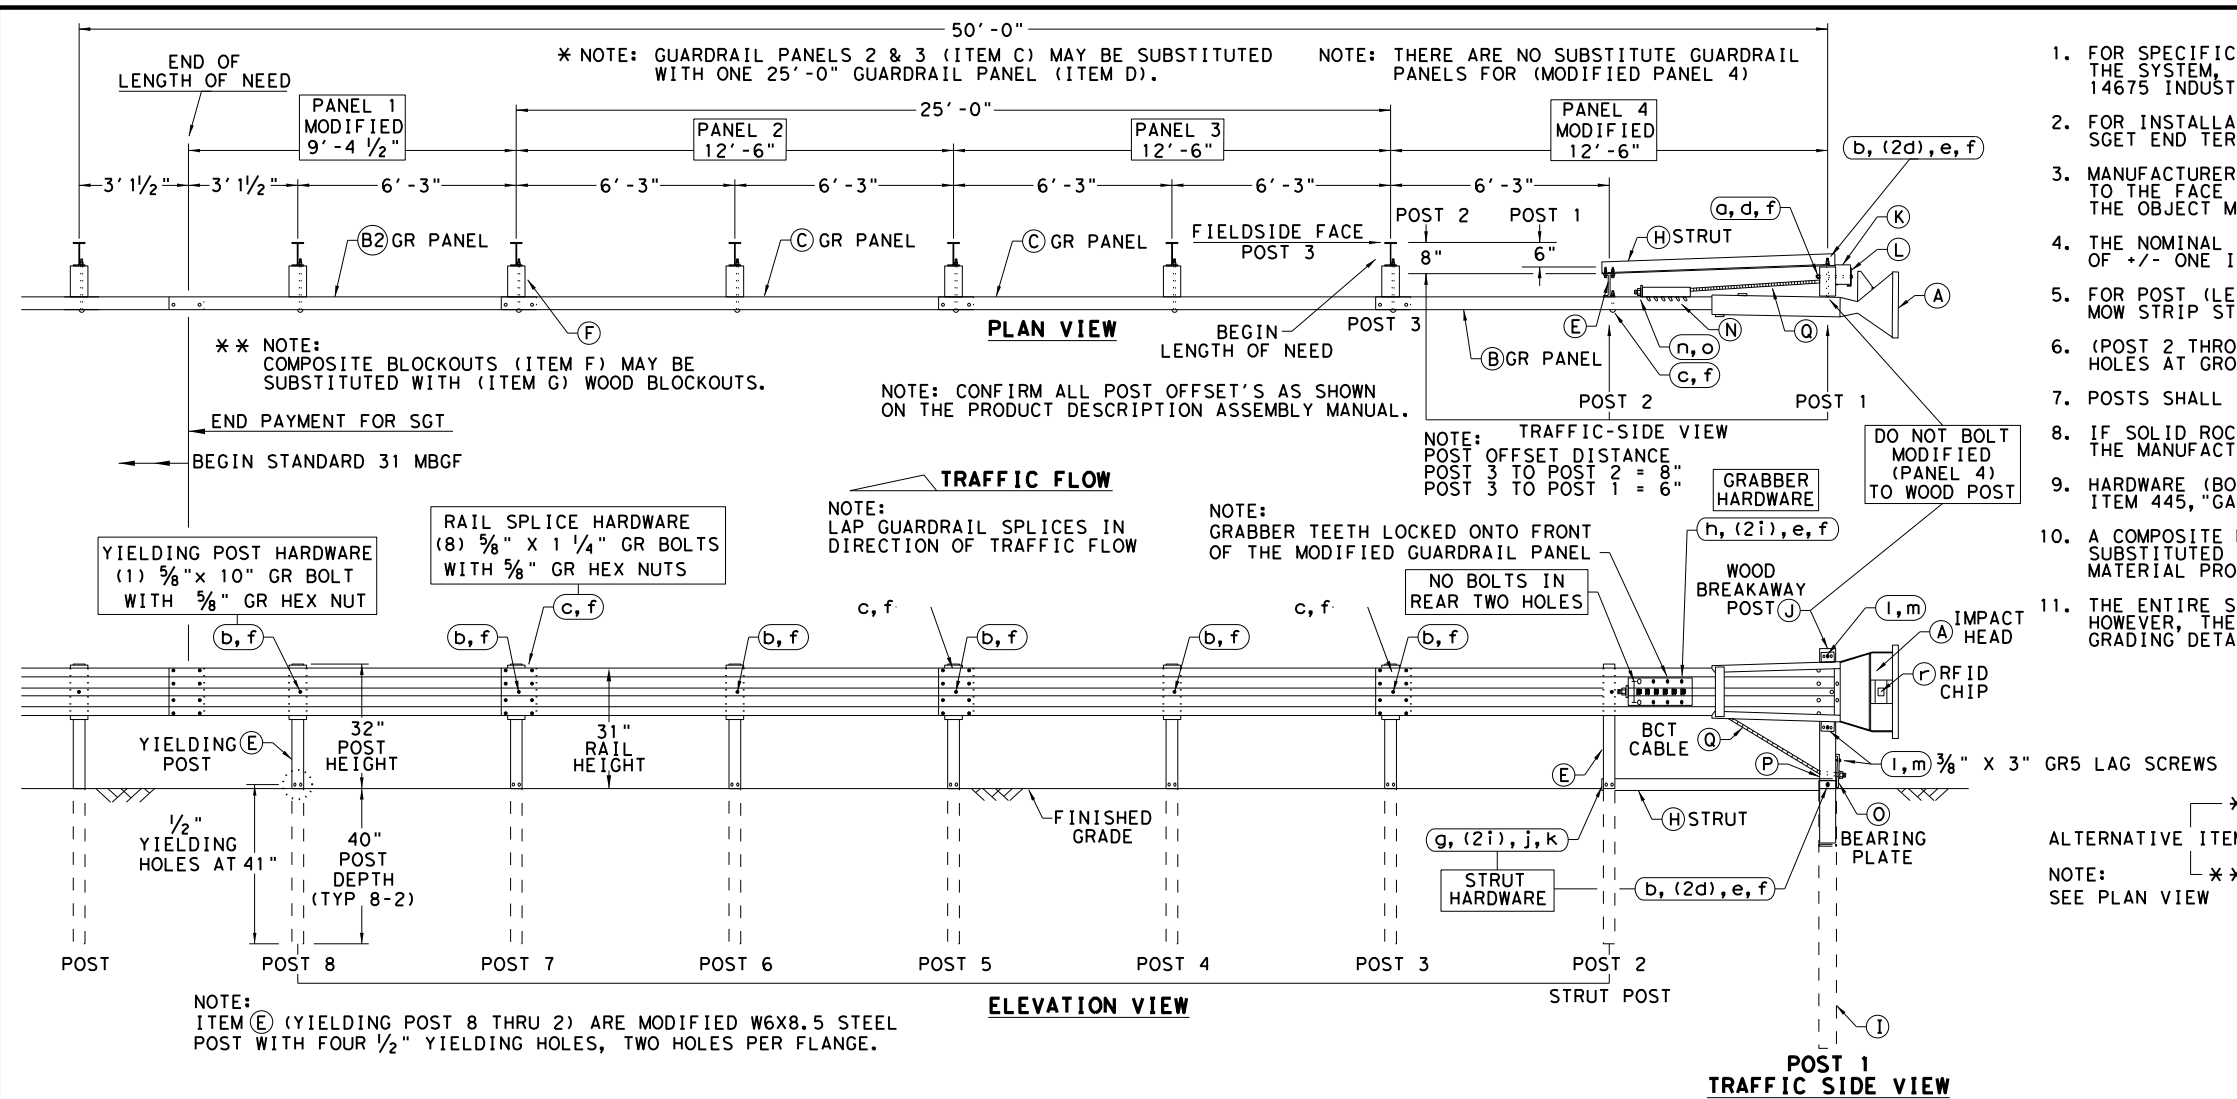 50'-0"
* NOTE: GUARDRAIL PANELS 2 & 3 (ITEM C) MAY BE SUBSTITUTED
WITH ONE 25'-0" GUARDRAIL PANEL (ITEM D).
NOTE: THERE ARE NO SUBSTITUTE GUARDRAIL
PANELS FOR (MODIFIED PANEL 4)
END OF
LENGTH OF NEED
PANEL 1
MODIFIED
9'-4 1/2"
25'-0"
PANEL 2
12'-6"
PANEL 3
12'-6"
PANEL 4
MODIFIED
12'-6"
b, (2d), e, f
3' 1 1/2"
3' 1 1/2"
6'-3"
6'-3"
6'-3"
6'-3"
6'-3"
6'-3"
POST 2
POST 1
a, d, f
K
B2 GR PANEL
C GR PANEL
C GR PANEL
FIELDSIDE FACE
POST 3
8"
6"
H STRUT
L
A
F
PLAN VIEW
BEGIN
LENGTH OF NEED
POST 3
E
N
Q
n, o
B GR PANEL
c, f
** NOTE:
COMPOSITE BLOCKOUTS (ITEM F) MAY BE
SUBSTITUTED WITH (ITEM G) WOOD BLOCKOUTS.
NOTE: CONFIRM ALL POST OFFSET'S AS SHOWN
ON THE PRODUCT DESCRIPTION ASSEMBLY MANUAL.
POST 2
POST 1
END PAYMENT FOR SGT
BEGIN STANDARD 31 MBGF
TRAFFIC-SIDE VIEW
NOTE:
POST OFFSET DISTANCE
POST 3 TO POST 2 = 8"
POST 3 TO POST 1 = 6"
DO NOT BOLT
MODIFIED
(PANEL 4)
TO WOOD POST
TRAFFIC FLOW
NOTE:
LAP GUARDRAIL SPLICES IN
DIRECTION OF TRAFFIC FLOW
GRABBER
HARDWARE
NOTE:
GRABBER TEETH LOCKED ONTO FRONT
OF THE MODIFIED GUARDRAIL PANEL
h, (2i), e, f
RAIL SPLICE HARDWARE
(8) 5/8" X 1 1/4" GR BOLTS
WITH 5/8" GR HEX NUTS
YIELDING POST HARDWARE
(1) 5/8"x 10" GR BOLT
WITH 5/8" GR HEX NUT
NO BOLTS IN
REAR TWO HOLES
WOOD
BREAKAWAY
POST J
c, f
c, f
c, f
l, m
b, f
b, f
b, f
b, f
b, f
b, f
A IMPACT
HEAD
r RFID
CHIP
32"
POST
HEIGHT
31"
RAIL
HEIGHT
YIELDING E
POST
BCT
CABLE
Q
P
E
l, m 3/8" X 3" GR5 LAG SCREWS
1/2"
YIELDING
HOLES AT 41"
40"
POST
DEPTH
(TYP 8-2)
FINISHED
GRADE
H STRUT
O
BEARING
PLATE
g, (2i), j, k
STRUT
HARDWARE
b, (2d), e, f
POST
POST 8
POST 7
POST 6
POST 5
POST 4
POST 3
POST 2
STRUT POST
ELEVATION VIEW
NOTE:
ITEM E (YIELDING POST 8 THRU 2) ARE MODIFIED W6X8.5 STEEL
POST WITH FOUR 1/2" YIELDING HOLES, TWO HOLES PER FLANGE.
I
POST 1
TRAFFIC SIDE VIEW
1. FOR SPECIFIC
THE SYSTEM,
14675 INDUST
2. FOR INSTALLA
SGET END TER
3. MANUFACTURER
TO THE FACE
THE OBJECT M
4. THE NOMINAL
OF +/- ONE I
5. FOR POST (LE
MOW STRIP ST
6. (POST 2 THRO
HOLES AT GRO
7. POSTS SHALL
8. IF SOLID ROC
THE MANUFACT
9. HARDWARE (BO
ITEM 445,"GA
10. A COMPOSITE
SUBSTITUTED
MATERIAL PRO
11. THE ENTIRE S
HOWEVER, THE
GRADING DETA
*
ALTERNATIVE ITEM
NOTE: **
SEE PLAN VIEW